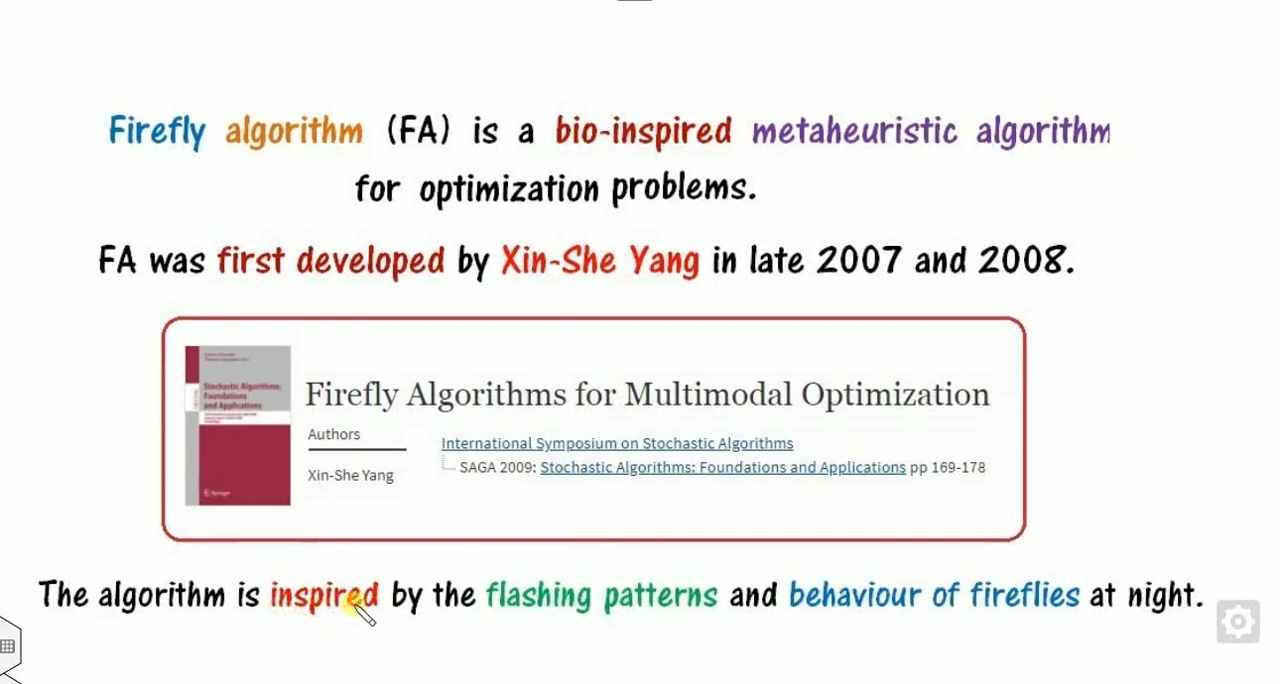 Firefly algorithm (FA) is a bio-inspired metaheuristic algorithm
for optimization problems.
FA was first developed by Xin-She Yang in late 2007 and 2008.
Stochastic Algorithms:
Foundations
and Applications
Springer
Firefly Algorithms for Multimodal Optimization
Authors
Xin-She Yang
International Symposium on Stochastic Algorithms
SAGA 2009: Stochastic Algorithms: Foundations and Applications pp 169-178
The algorithm is inspired by the flashing patterns and behaviour of fireflies at night.